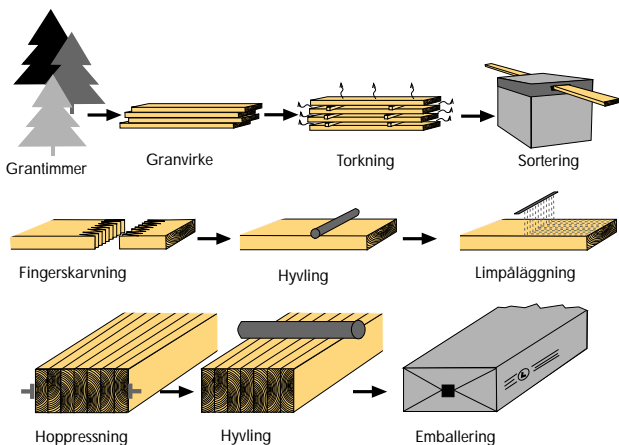 Grantimmer
Granvirke
Torkning
Sortering
Fingerskarvning
Hyvling
Limpåläggning
Hoppressning
Hyvling
Emballering
L